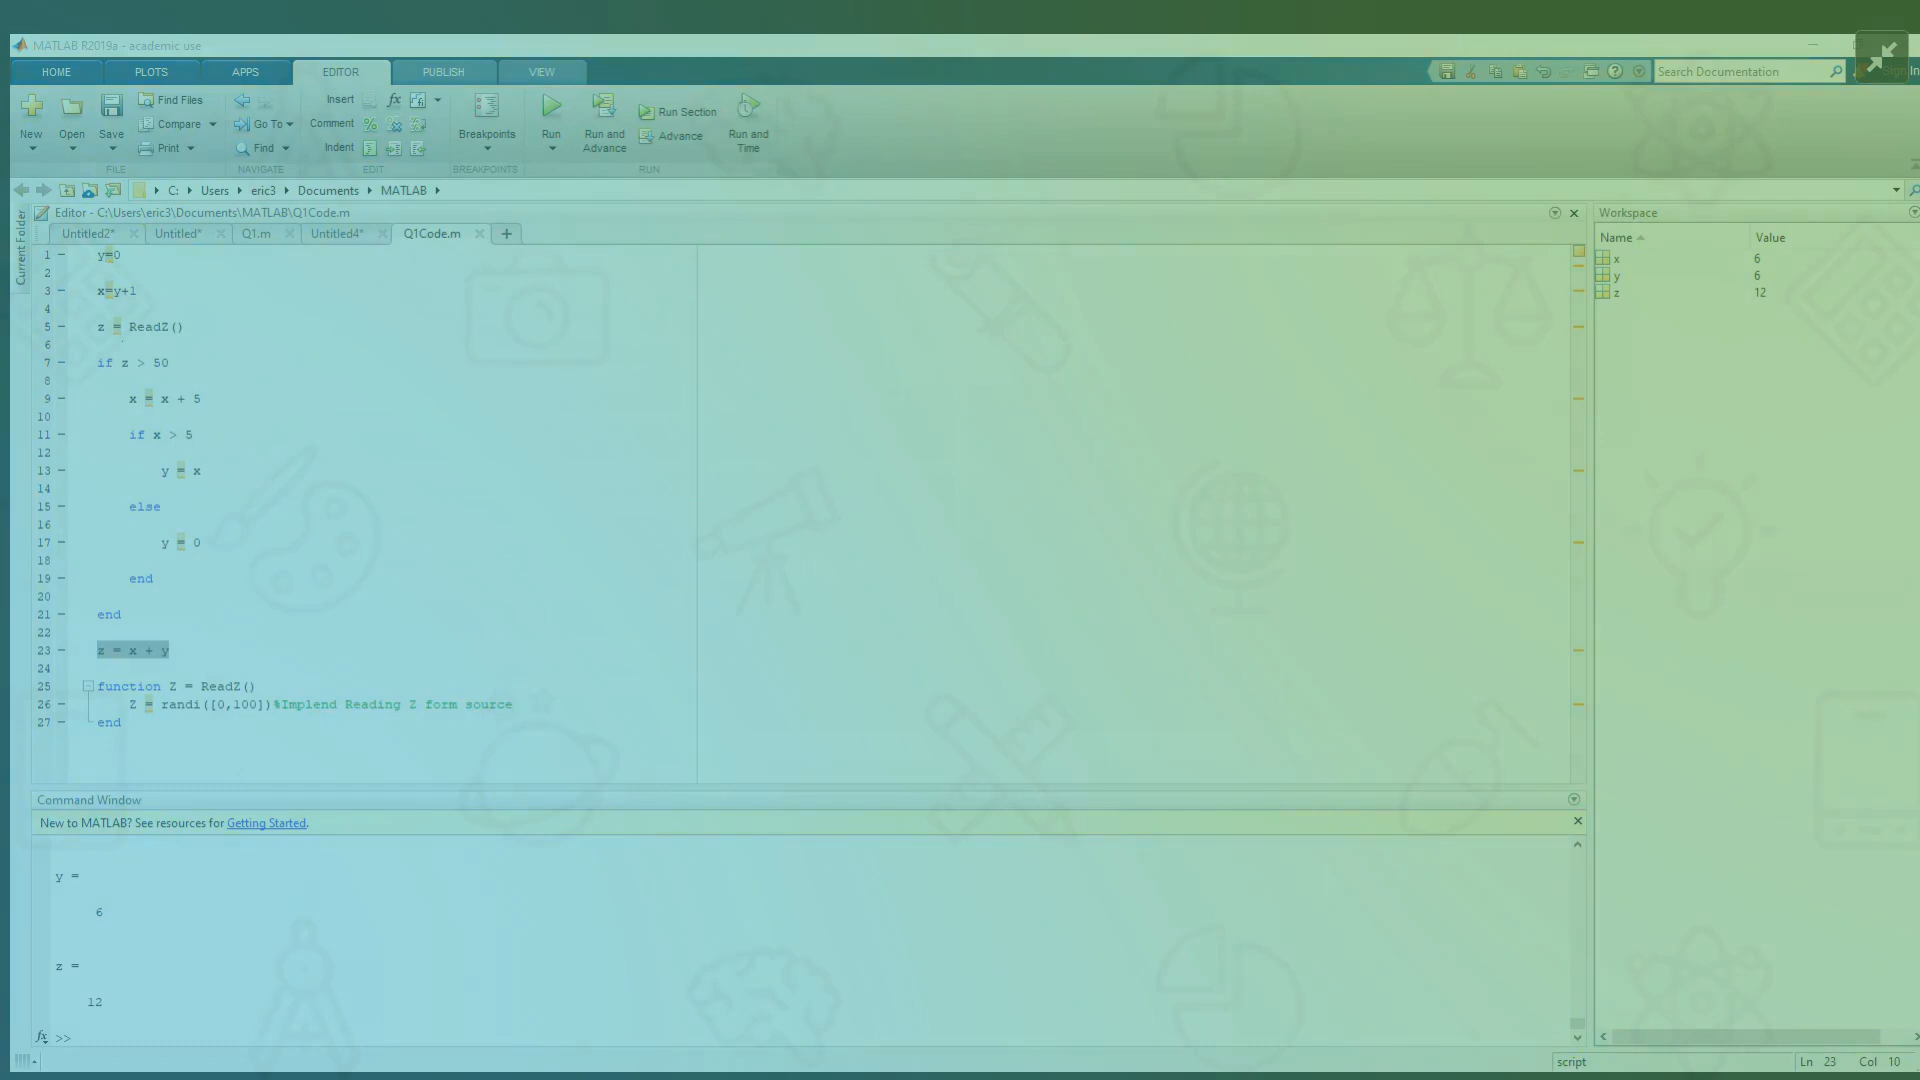 MATLAB R2019a - academic use
HOME PLOTS APPS EDITOR PUBLISH VIEW
Search Documentation
In
New
Open
Save
Find Files
Compare
Print
Go To
Find
Insert
Comment
Indent
fx
Breakpoints
Run
Run and
Advance
Run Section
Advance
Run and
Time
FILE NAVIGATE EDIT BREAKPOINTS RUN
C: Users eric3 Documents MATLAB
Current Folder
Editor - C:\Users\eric3\Documents\MATLAB\Q1Code.m
Untitled2* Untitled* Q1.m Untitled4* Q1Code.m
1 y=0
2
3 x=y+1
4
5 z = ReadZ()
6
7 if z > 50
8
9 x = x + 5
10
11 if x > 5
12
13 y = x
14
15 else
16
17 y = 0
18
19 end
20
21 end
22
23 z = x + y
24
25 function Z = ReadZ()
26 Z = randi([0,100])%Implend Reading Z form source
27 end
Workspace
Name Value
x 6
y 6
z 12
Command Window
New to MATLAB? See resources for Getting Started.
y =
6
z =
12
fx >>
script Ln 23 Col 10